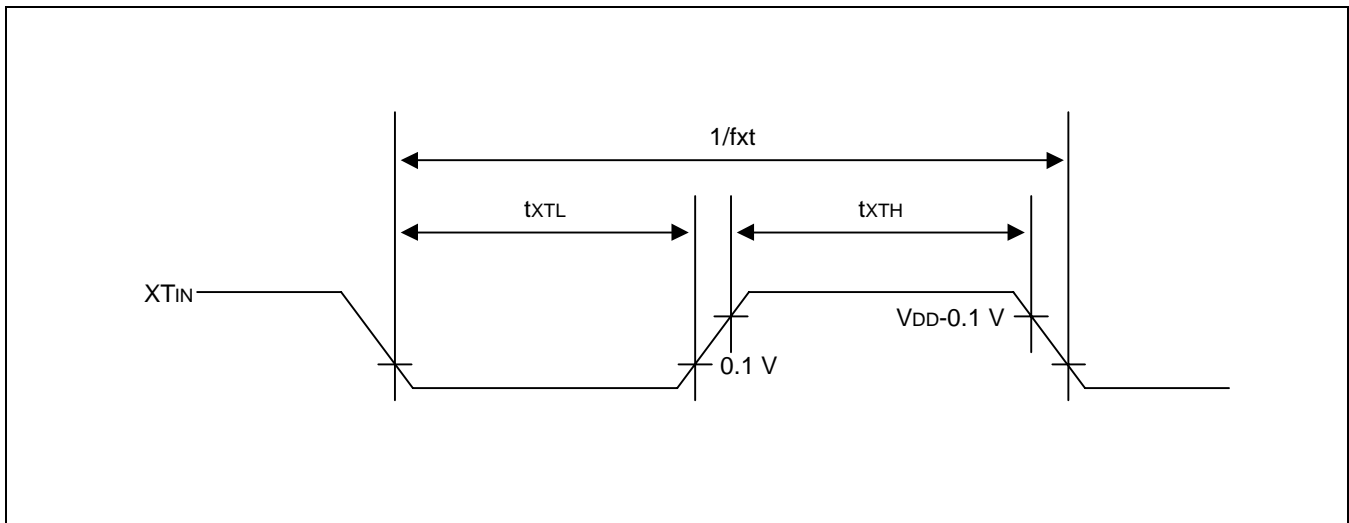 1/fxt
tXTL
tXTH
XTIN
VDD-0.1 V
0.1 V